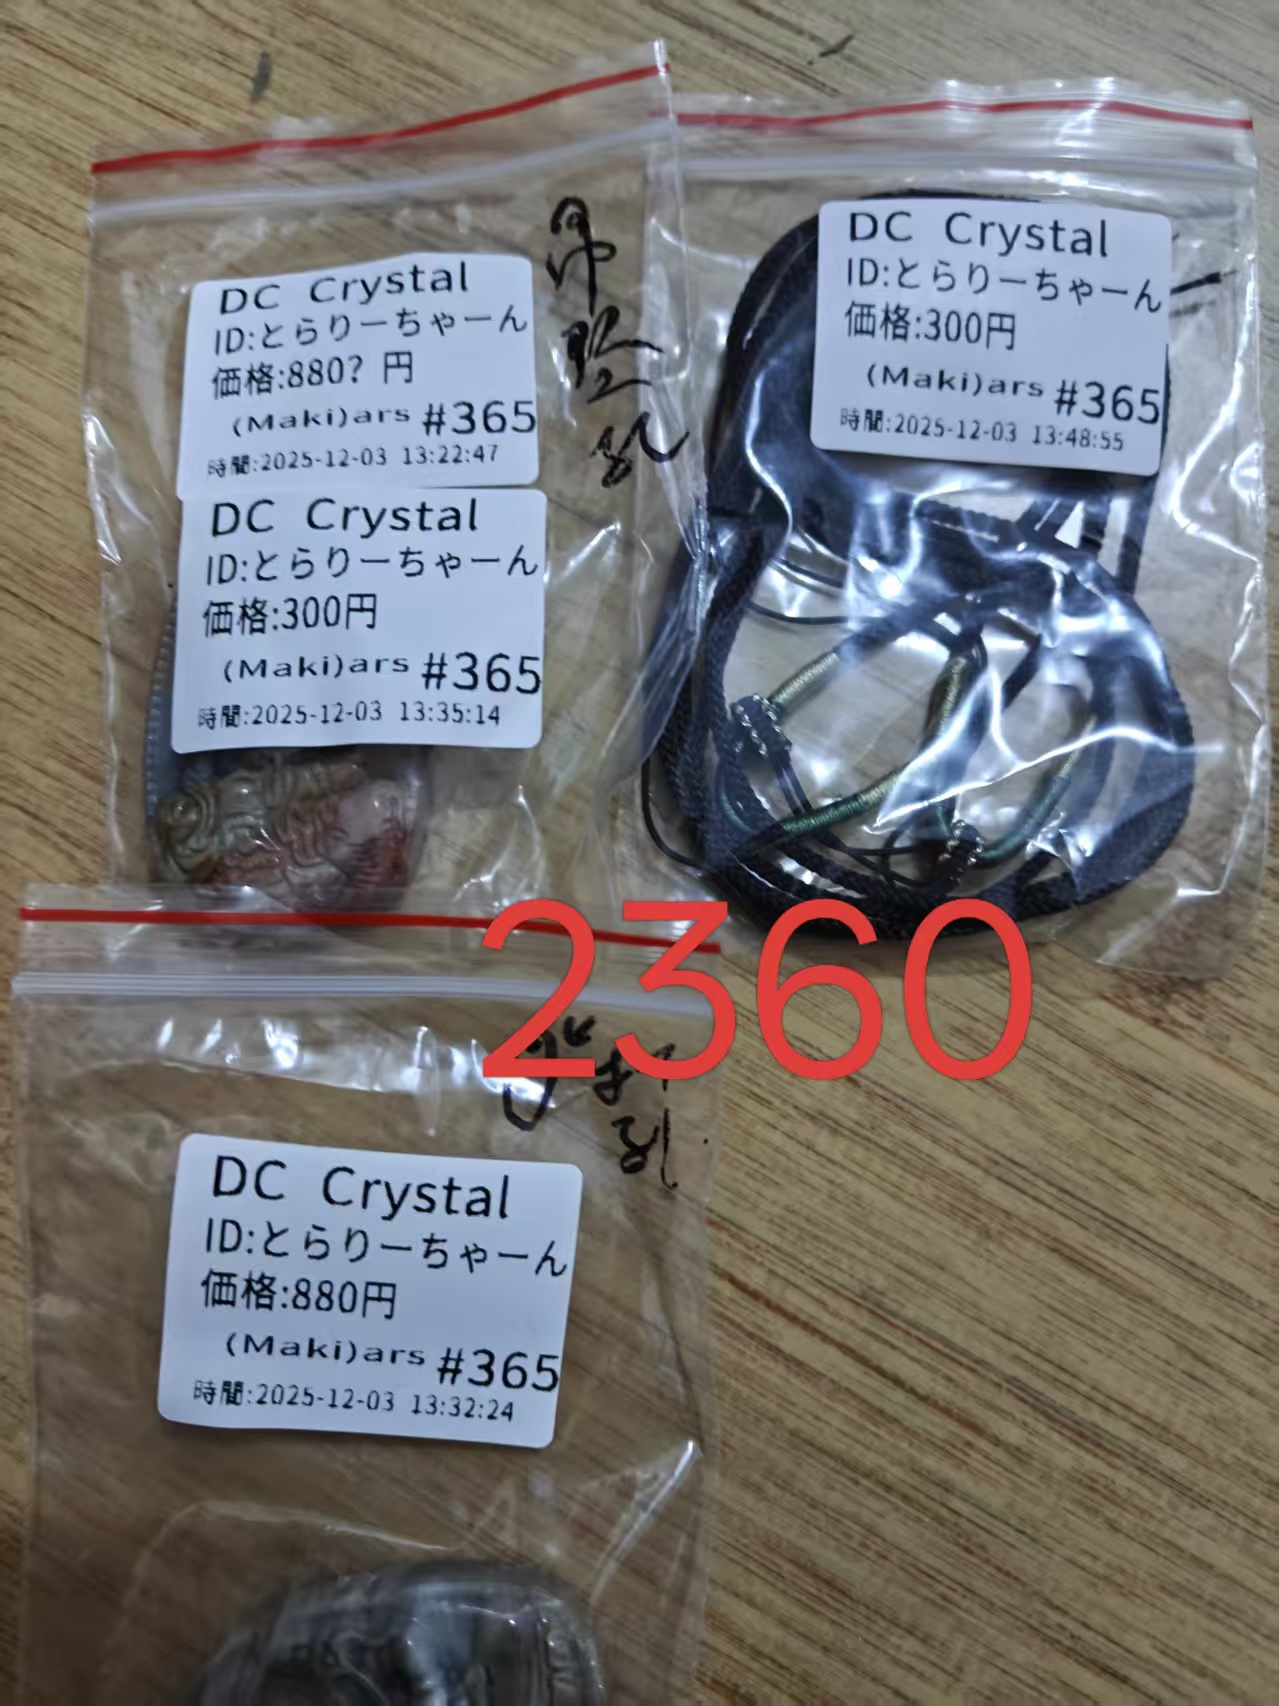 DC Crystal
ID:とらりーちゃーん
価格:880? 円
(Maki)ars #365
時間:2025-12-03 13:22:47
DC Crystal
ID:とらりーちゃーん
価格:300円
(Maki)ars #365
時間:2025-12-03 13:35:14
DC Crystal
ID:とらりーちゃーん
価格:300円
(Maki)ars #365
時間:2025-12-03 13:48:55
2360
DC Crystal
ID:とらりーちゃーん
価格:880円
(Maki)ars #365
時間:2025-12-03 13:32:24